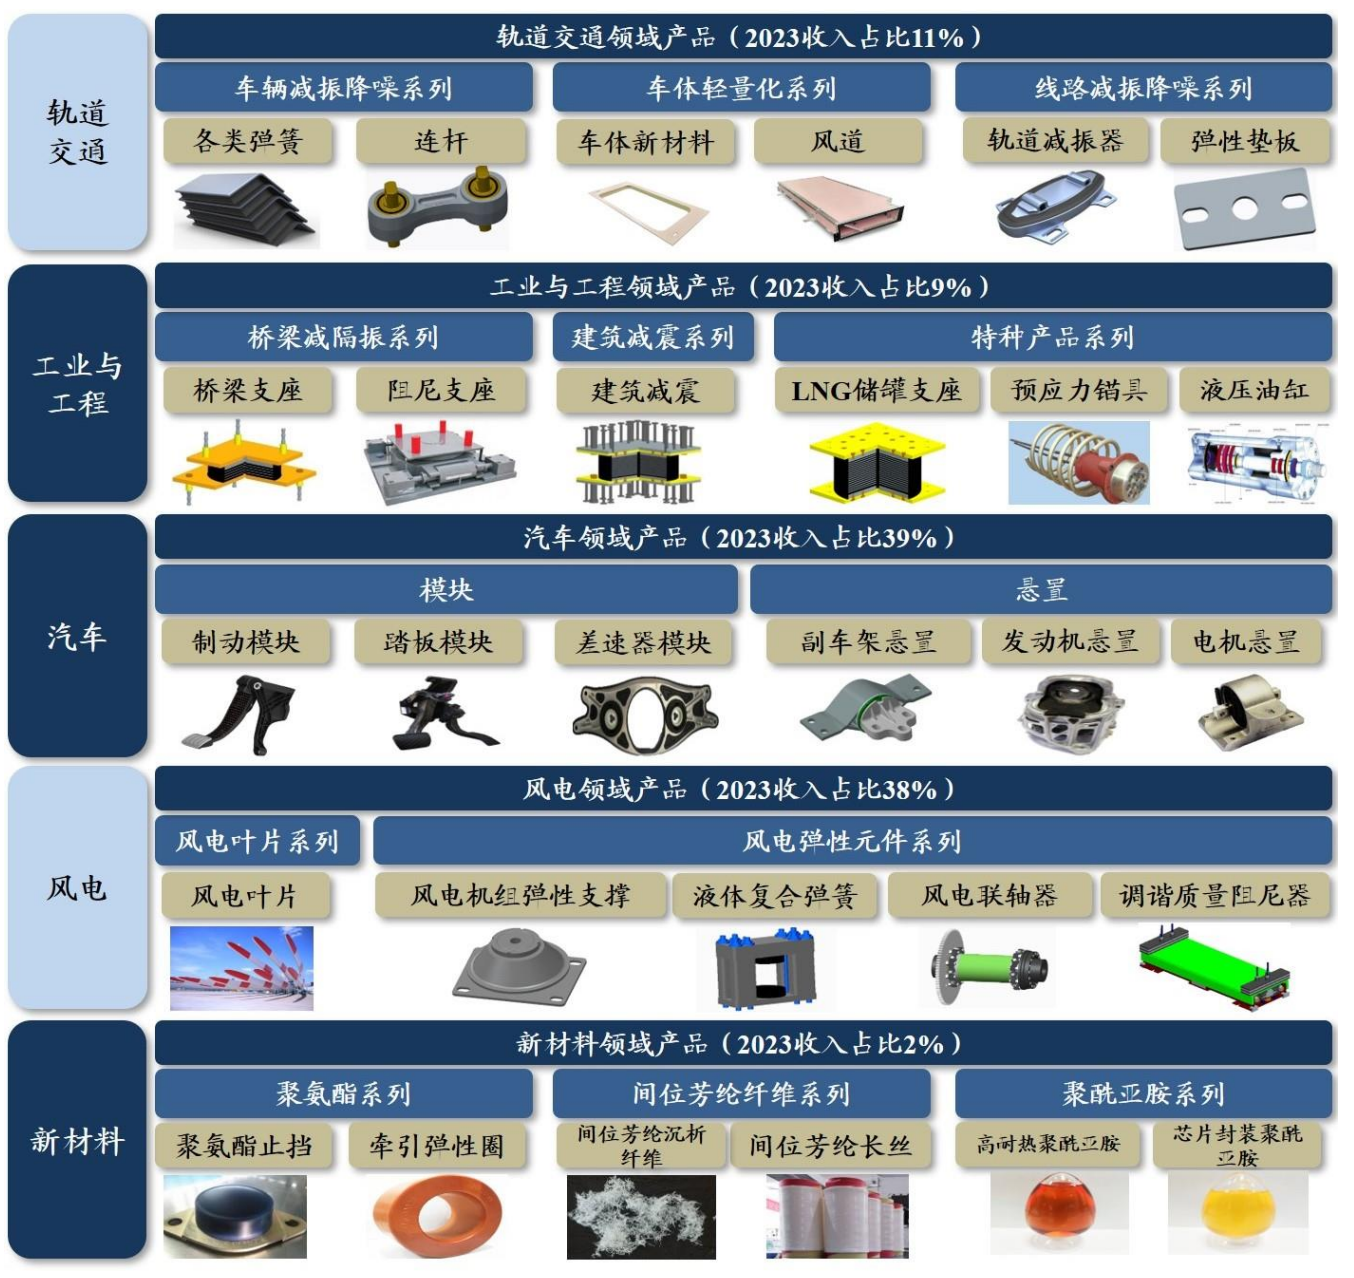 轨道
交通
轨道交通领域产品（2023收入占比11%）
车辆减振降噪系列
车体轻量化系列
线路减振降噪系列
各类弹簧
连杆
车体新材料
风道
轨道减振器
弹性垫板
工业与
工程
工业与工程领域产品（2023收入占比9%）
桥梁减隔振系列
建筑减震系列
特种产品系列
桥梁支座
阻尼支座
建筑减震
LNG储罐支座
预应力锚具
液压油缸
汽车
汽车领域产品（2023收入占比39%）
模块
悬置
制动模块
踏板模块
差速器模块
副车架悬置
发动机悬置
电机悬置
风电
风电领域产品（2023收入占比38%）
风电叶片系列
风电弹性元件系列
风电叶片
风电机组弹性支撑
液体复合弹簧
风电联轴器
调谐质量阻尼器
新材料
新材料领域产品（2023收入占比2%）
聚氨酯系列
间位芳纶纤维系列
聚酰亚胺系列
聚氨酯止挡
牵引弹性圈
间位芳纶沉析
纤维
间位芳纶长丝
高耐热聚酰亚胺
芯片封装聚酰
亚胺